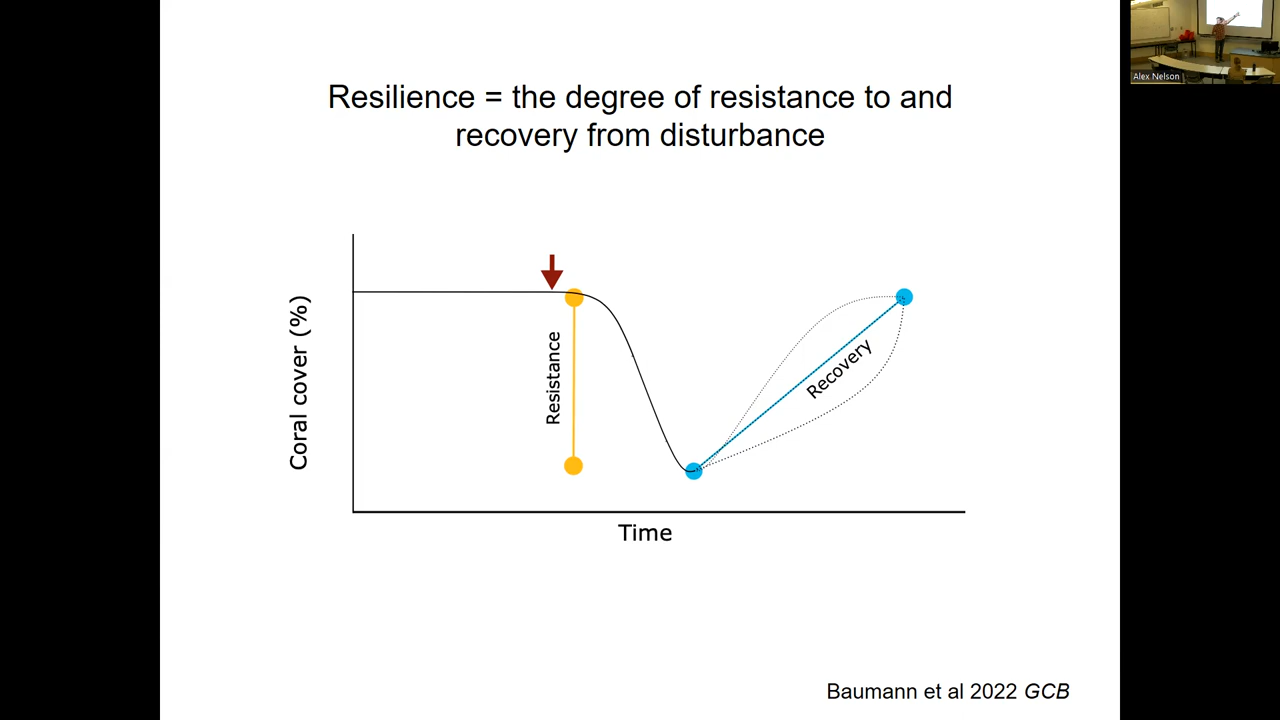 Alex Nelson
Resilience = the degree of resistance to and
recovery from disturbance
Coral cover (%)
Resistance
Recovery
Time
Baumann et al 2022 GCB